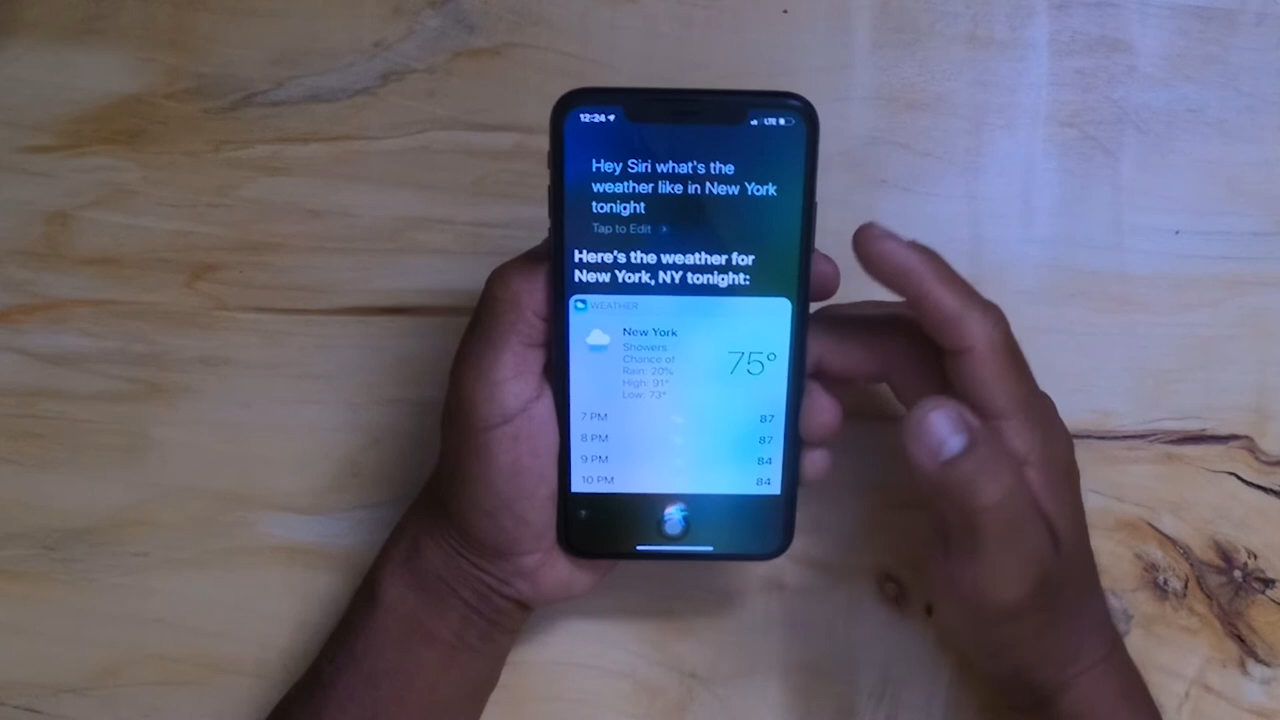 12:24 LTE
Hey Siri what's the
weather like in New York
tonight
Tap to Edit
Here's the weather for
New York, NY tonight:
WEATHER
New York
Showers
Chance of
Rain: 20%
High: 91°
Low: 73°
75°
7 PM 87
8 PM 87
9 PM 84
10 PM 84